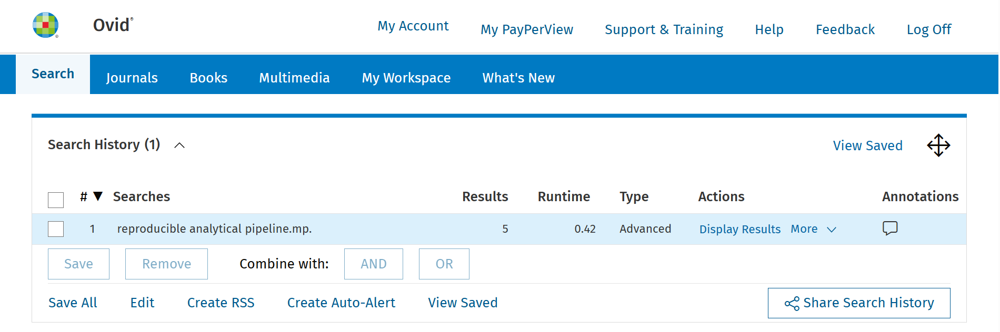 Ovid®
My Account My PayPerView Support & Training Help Feedback Log Off
Search Journals Books Multimedia My Workspace What's New
Search History (1) View Saved
# ▼ Searches Results Runtime Type Actions Annotations
1 reproducible analytical pipeline.mp. 5 0.42 Advanced Display Results More
Save Remove Combine with: AND OR
Save All Edit Create RSS Create Auto-Alert View Saved Share Search History